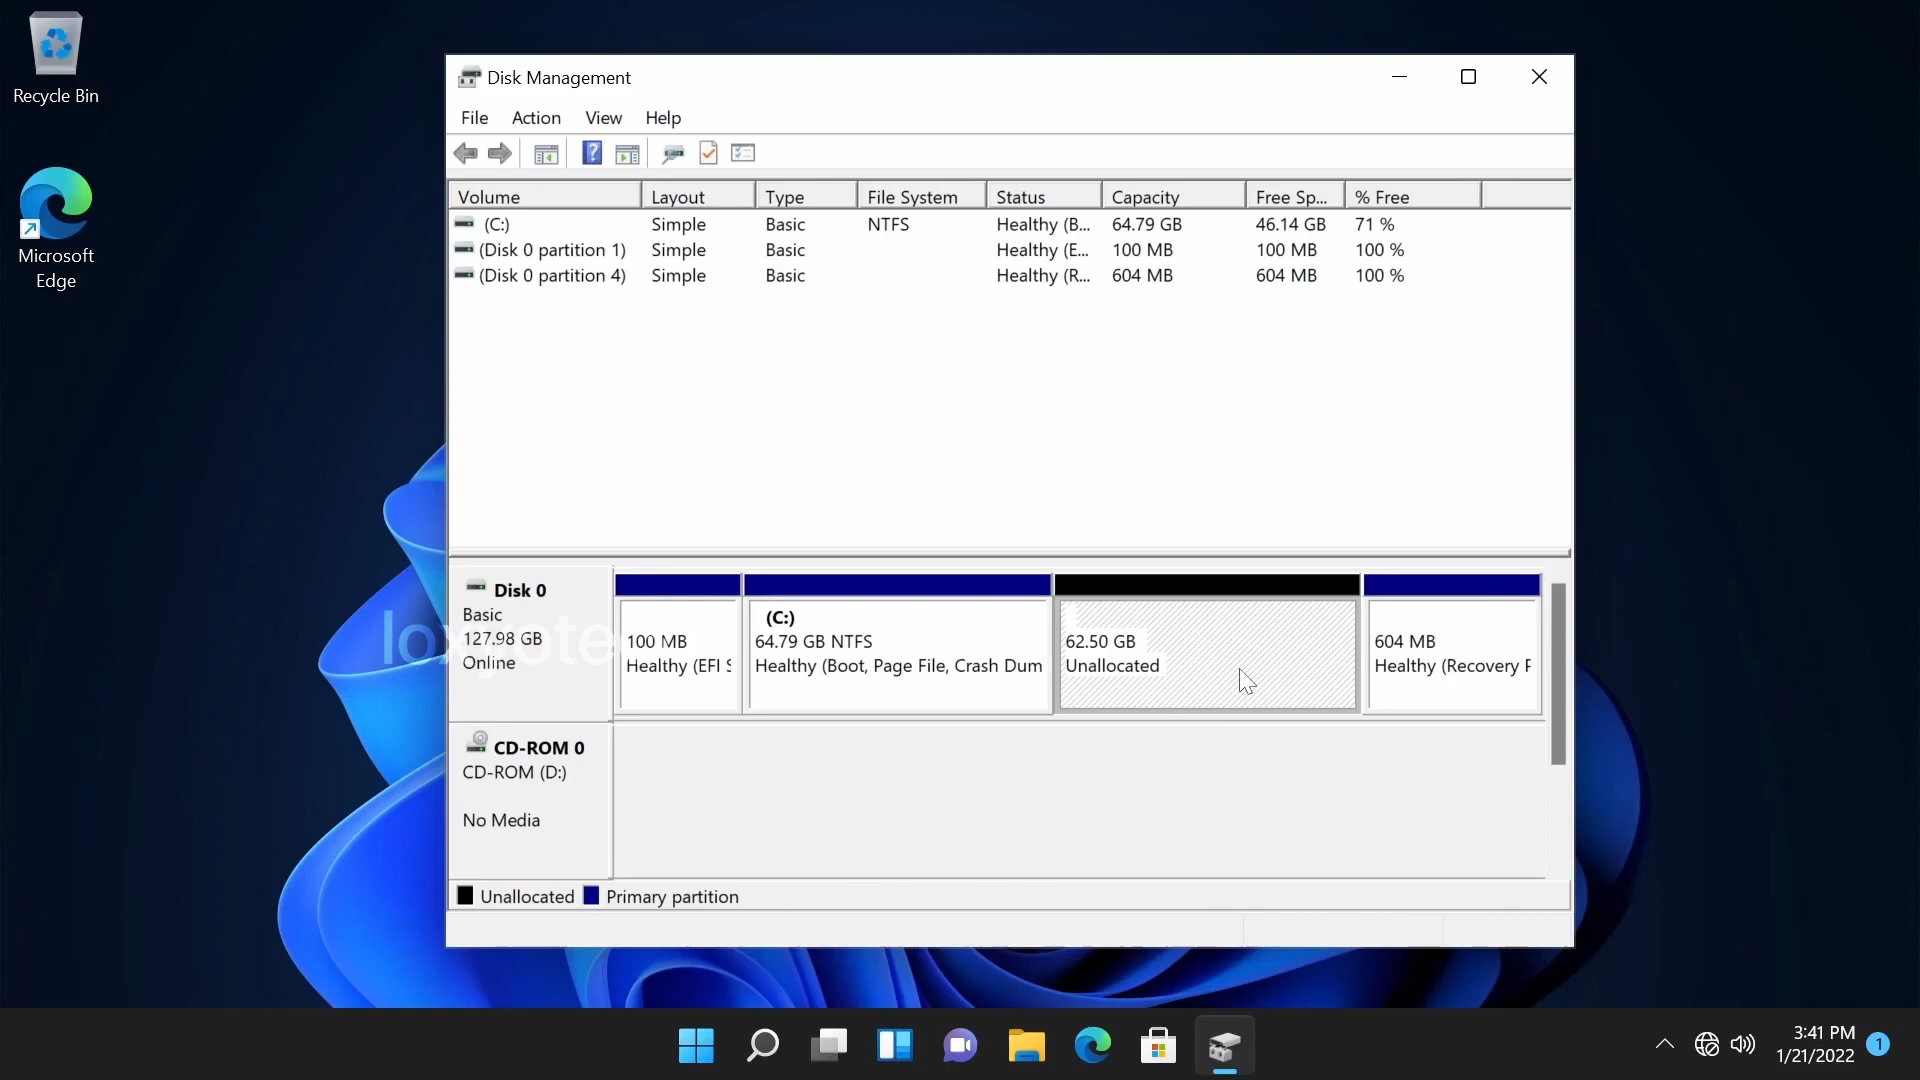 Recycle Bin
Microsoft
Edge
Disk Management
File Action View Help
Volume Layout Type File System Status Capacity Free Sp... % Free
(C:) Simple Basic NTFS Healthy (B... 64.79 GB 46.14 GB 71 %
(Disk 0 partition 1) Simple Basic Healthy (E... 100 MB 100 MB 100 %
(Disk 0 partition 4) Simple Basic Healthy (R... 604 MB 604 MB 100 %
Disk 0
Basic
127.98 GB
Online
100 MB
Healthy (EFI S
(C:)
64.79 GB NTFS
Healthy (Boot, Page File, Crash Dum
62.50 GB
Unallocated
604 MB
Healthy (Recovery P
CD-ROM 0
CD-ROM (D:)
No Media
Unallocated Primary partition
3:41 PM
1/21/2022
1